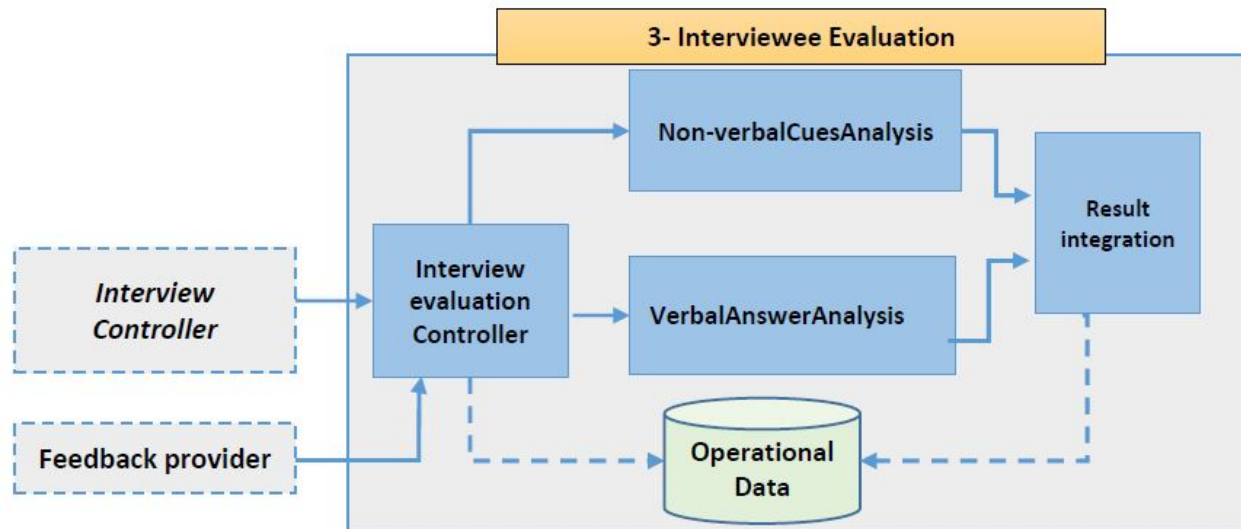 3- Interviewee Evaluation
Non-verbalCuesAnalysis
Result
integration
Interview
Controller
Interview
evaluation
Controller
VerbalAnswerAnalysis
Feedback provider
Operational
Data